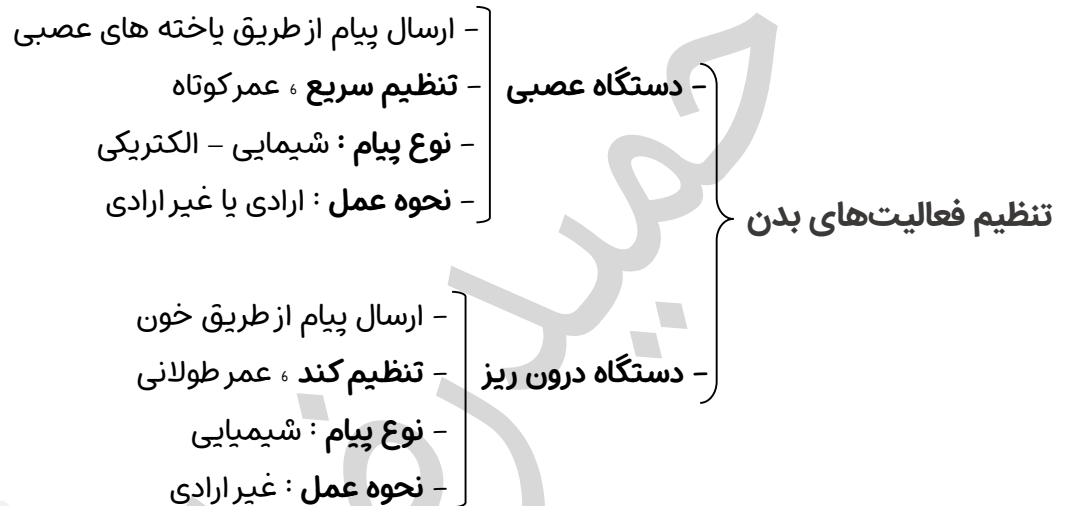 تنظیم فعالیت‌های بدن
- دستگاه عصبی
- ارسال پیام از طریق یاخته های عصبی
- تنظیم سریع ، عمر کوتاه
- نوع پیام : شیمایی – الکتریکی
- نحوه عمل : ارادی یا غیر ارادی
- دستگاه درون ریز
- ارسال پیام از طریق خون
- تنظیم کند ، عمر طولانی
- نوع پیام : شیمیایی
- نحوه عمل : غیر ارادی